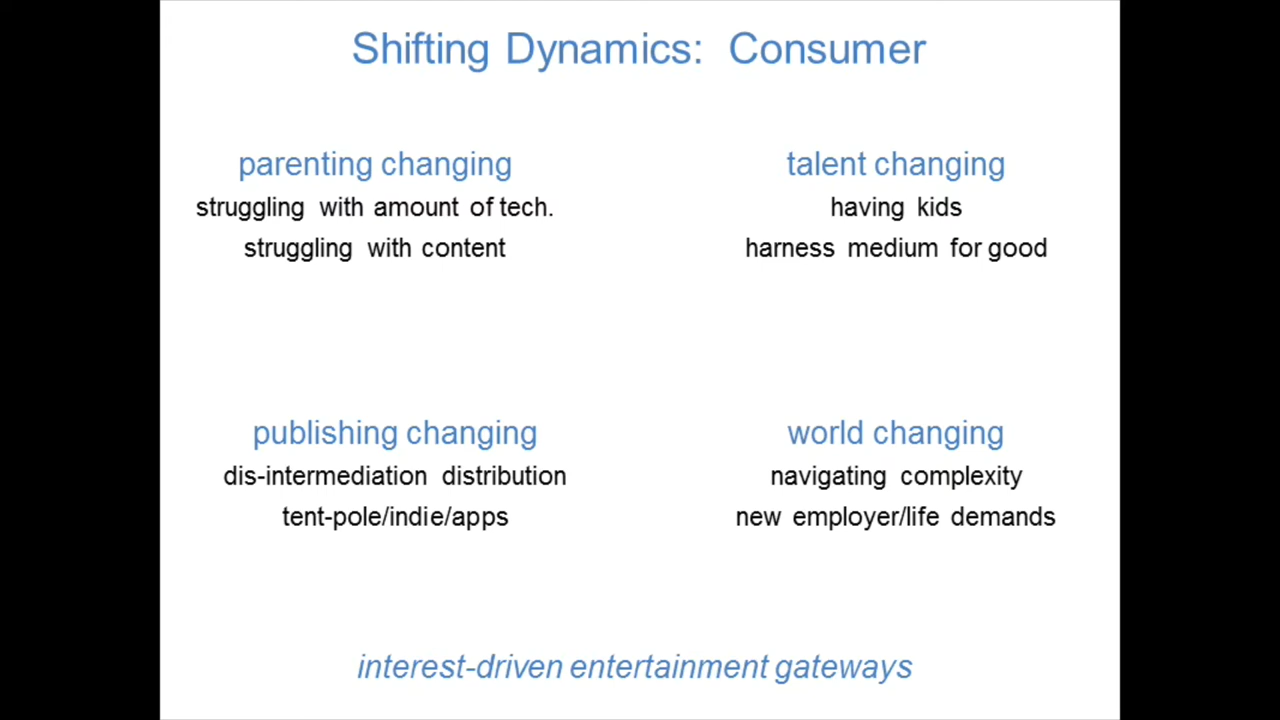 Shifting Dynamics: Consumer
parenting changing
struggling with amount of tech.
struggling with content
talent changing
having kids
harness medium for good
publishing changing
dis-intermediation distribution
tent-pole/indie/apps
world changing
navigating complexity
new employer/life demands
interest-driven entertainment gateways